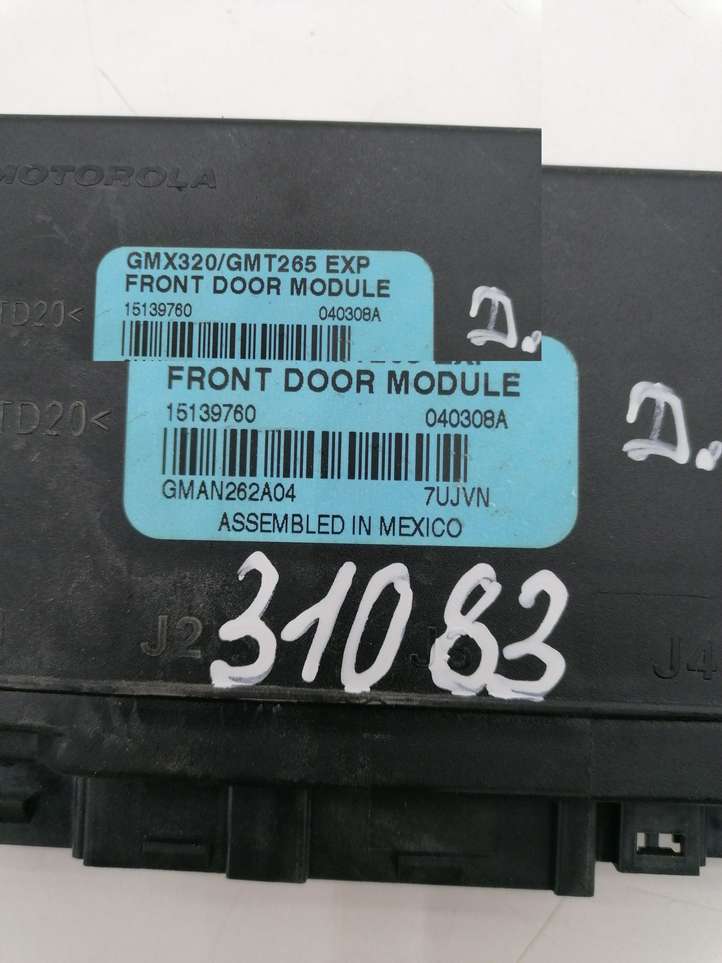 MOTOROLA
GMX320/GMT265 EXP
FRONT DOOR MODULE
15139760 040308A
TD20<
D.
FRONT DOOR MODULE
15139760 040308A
TD20<
D.
GMAN262A04 7UJVN
ASSEMBLED IN MEXICO
31083
J2 J3 J4